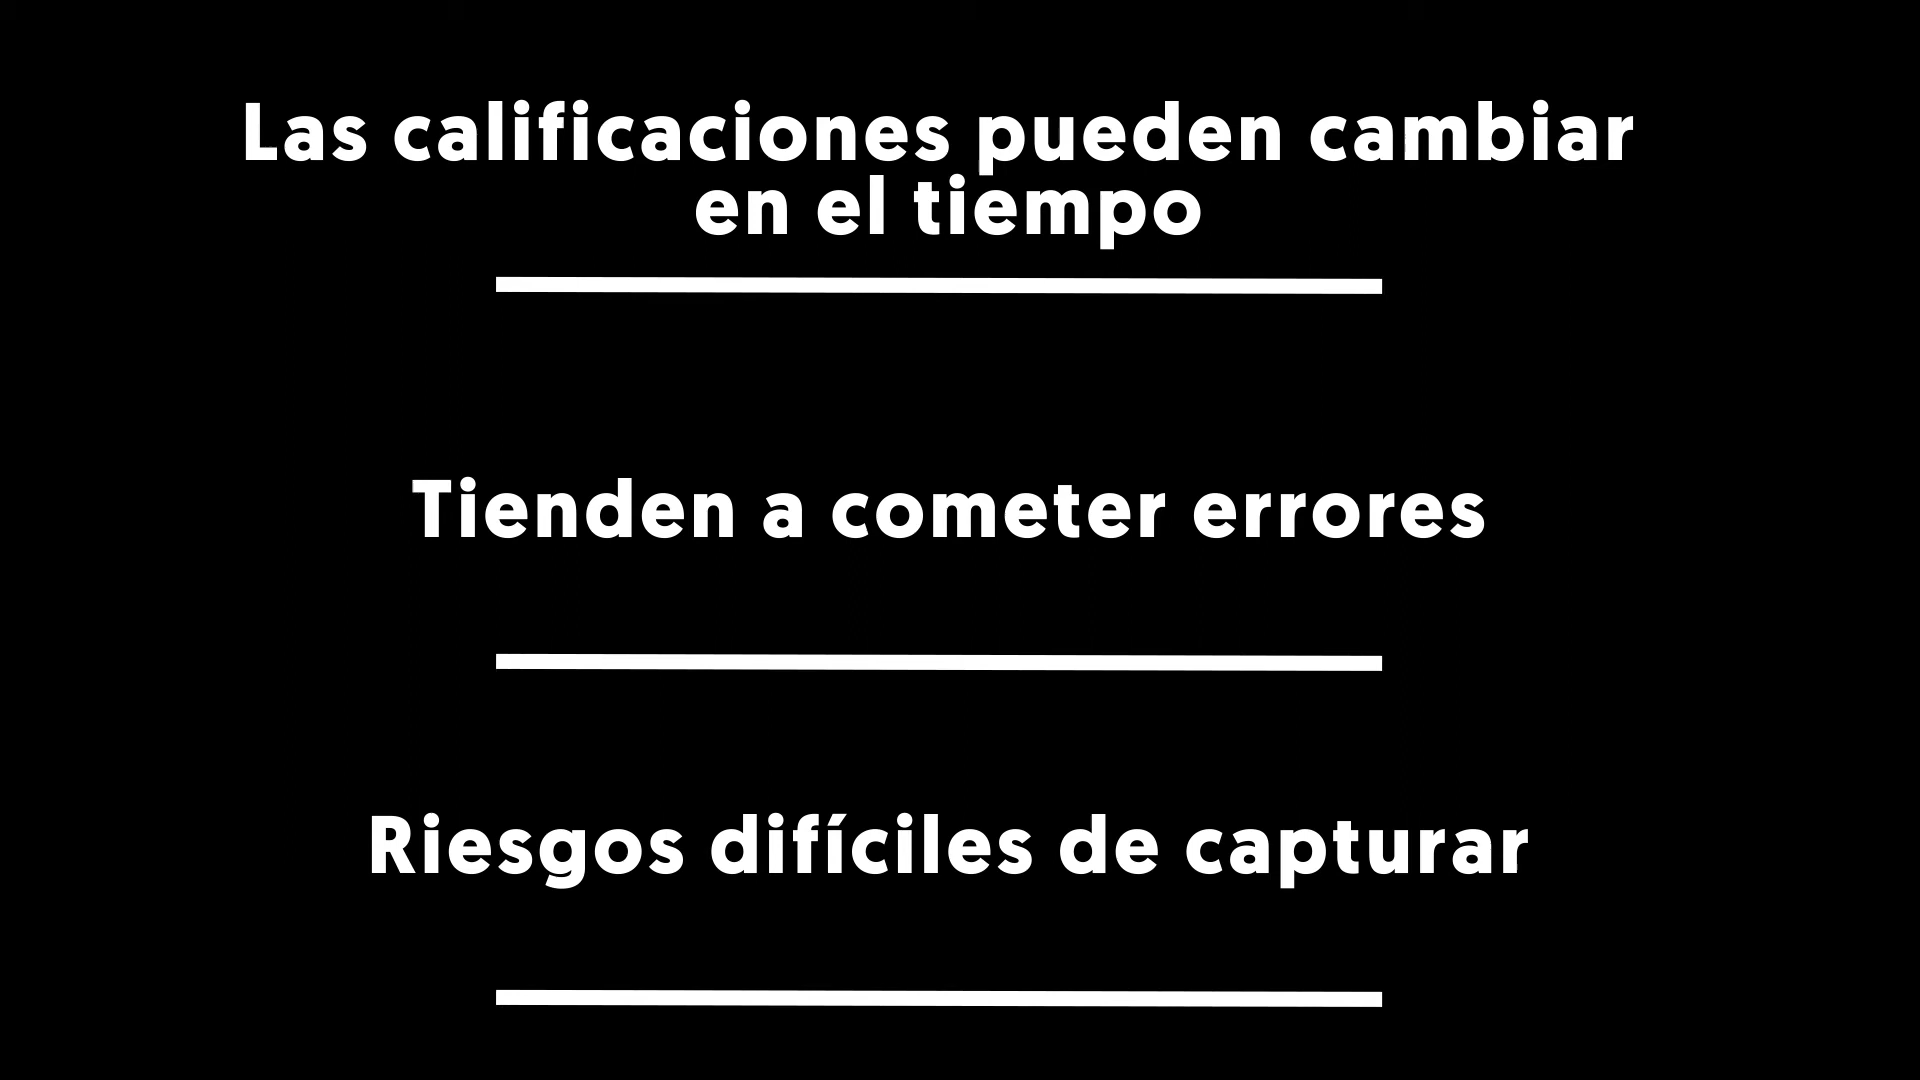 Las calificaciones pueden cambiar
en el tiempo
Tienden a cometer errores
Riesgos difíciles de capturar